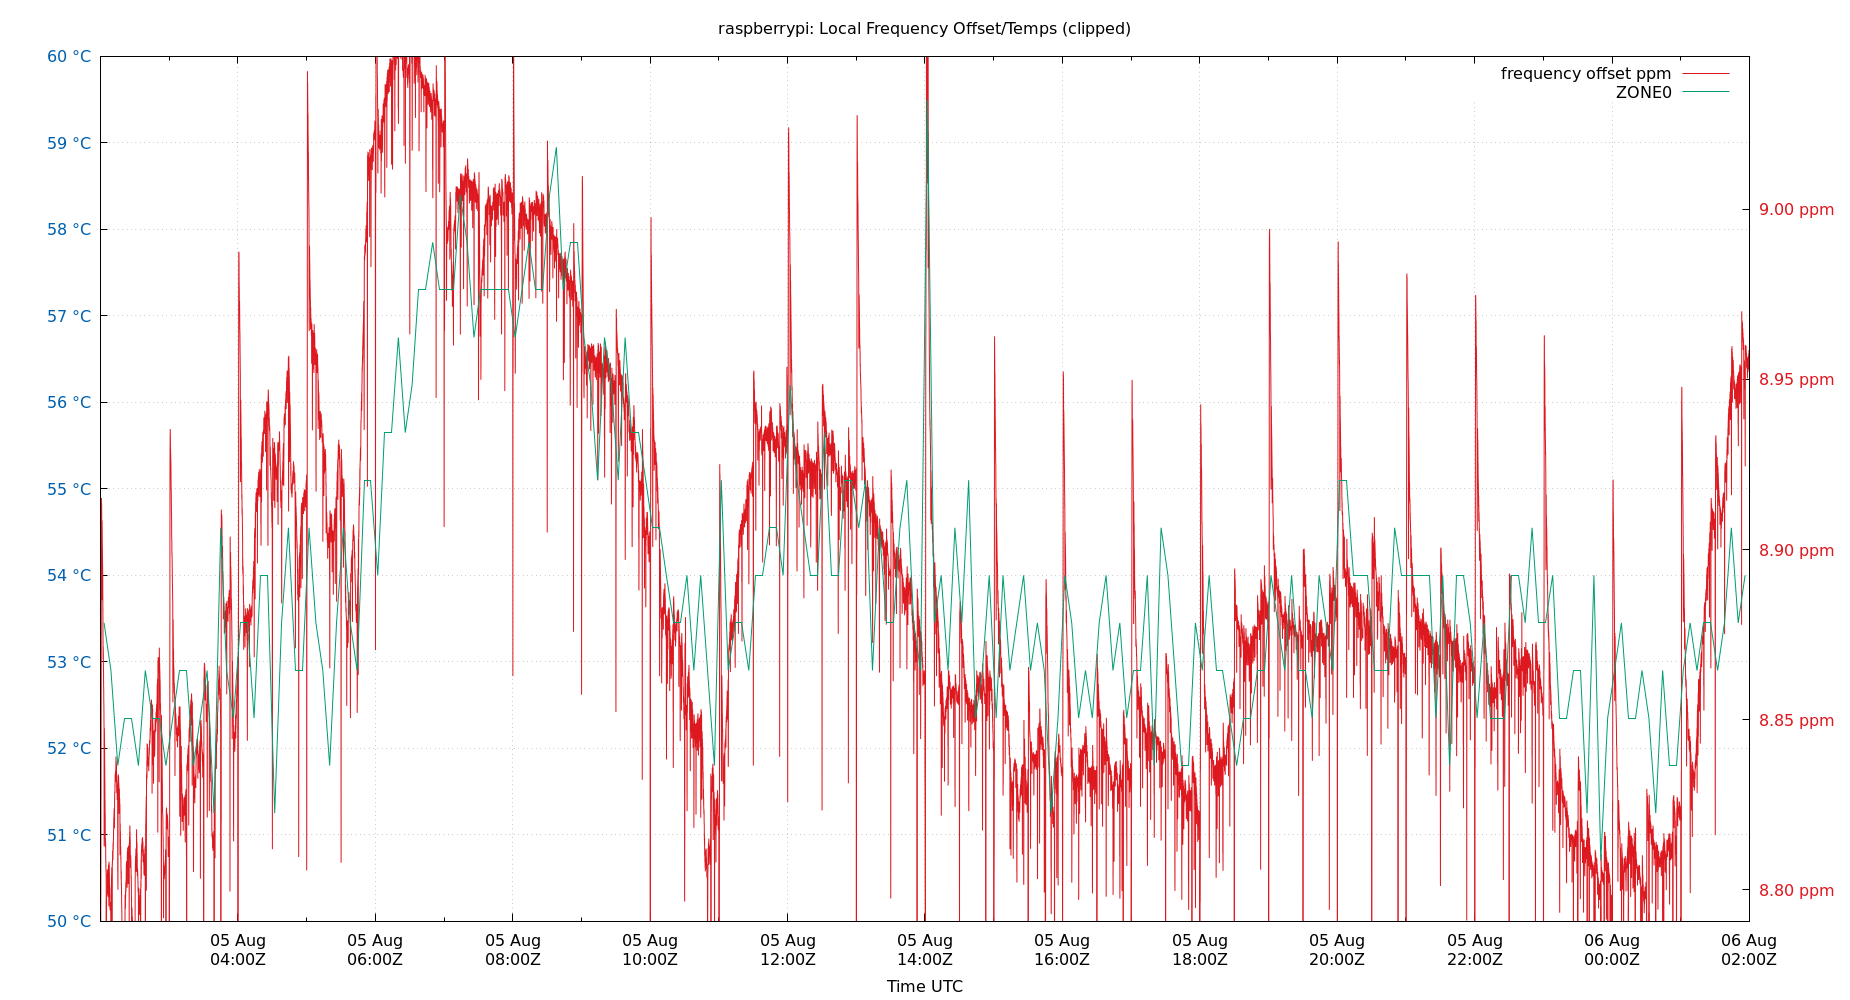 raspberrypi: Local Frequency Offset/Temps (clipped)
60 °C
59 °C
58 °C
57 °C
56 °C
55 °C
54 °C
53 °C
52 °C
51 °C
50 °C
frequency offset ppm
ZONE0
9.00 ppm
8.95 ppm
8.90 ppm
8.85 ppm
8.80 ppm
05 Aug 05 Aug 05 Aug 05 Aug 05 Aug 05 Aug 05 Aug 05 Aug 05 Aug 05 Aug 06 Aug 06 Aug
04:00Z 06:00Z 08:00Z 10:00Z 12:00Z 14:00Z 16:00Z 18:00Z 20:00Z 22:00Z 00:00Z 02:00Z
Time UTC